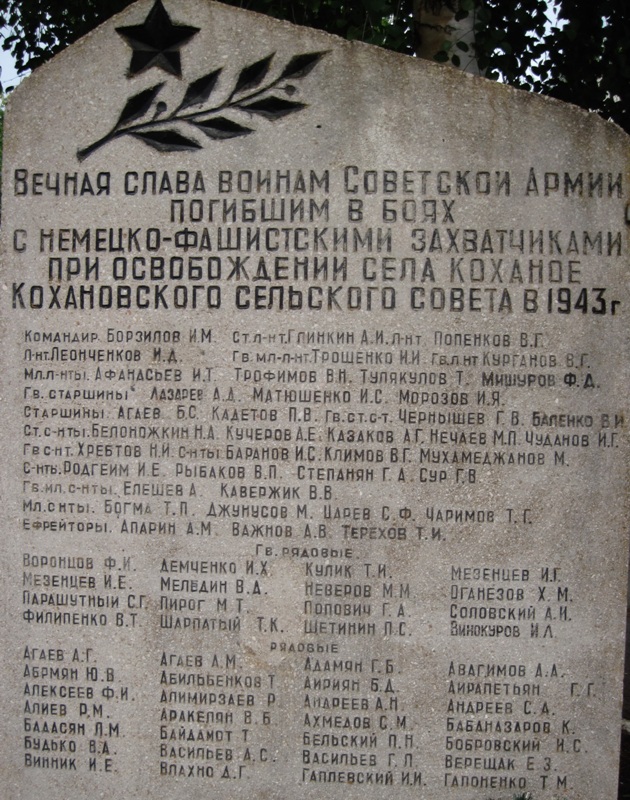 Вечная слава воинам Советской Армии
погибшим в боях
с немецко-фашистскими захватчиками
при освобождении села Коханое
Кохановского сельского совета в 1943 г
Командир. Борзилов И.М. Ст.л-нт. Глинкин А.И. л-нт Попенков В.Г.
Л-нт. Леонченков И.Д. Гв.мл-л-нт. Трошенко И.И. Гв.л нт Курганов В.Г.
Мл.л-нты. Афанасьев И.Т. Трофимов В.Н. Тулякулов Т. Мишуров Ф.Д.
Гв. старшины Лазарев А.Д. Матюшенко И.С. Морозов И.Я.
Старшины. Агаев Б.С. Кадетов П.В. Гв.ст.с-т. Чернышев Г.В. Баленко В.И
Ст.с-нты. Белоножкин Н.А. Кучеров А.Е. Казаков А.Г. Нечаев М.П. Чуданов И.Г.
Гв с-нт. Хребтов Н.И с-нты. Баранов И.С. Климов В.Г. Мухамеджанов М.
С-нты. Родгеим И.Е. Рыбаков В.П. Степанян Г.А. Сур Г.В
Гв.мл.с-нты. Елешев А. Кавержик В.В.
Мл.с нты. Богма Т.П. Джунусов М. Царев С.Ф. Чаримов Т.Г.
Ефрейторы. Апарин А.М. Важнов А.В. Терехов Т.И.
Гв. рядовые.
Воронцов Ф.И. Демченко И.Х Кулик Т.И. Мезенцев И.Г.
Мезенцев И.Е. Меледин В.Д. Неверов М.М Оганезов Х.М.
Парашутный С.Г. Пирог М.Т. Попович Г.А. Соловский А.И.
Филипенко В.Т. Шарпатый Т.К. Щетинин П.С. Винокуров И.Л.
рядовые
Агаев А.Г. Агаев Л.М. Адамян Г.Б. Авагимов А.А.
Абрмян Ю.В Абильбенков Т Аириян Б.Д. Аирапетьян Г.Г.
Алексеев Ф.И. Алимирзаев Р. Андреев А.Н Андреев С.А.
Алиев Р.М. Аракелян В.Б. Ахмедов С.М. Бабаназаров К.
Бадасян Л.М. Байдамот Т Бельский П.Н. Бобровский И.С.
Будько В.А. Васильев А.С. Васильев Г.П. Верещак Е.З.
Винник И.Е. Влахно Д.Г Гаплевский И.И. Гапоненко Т.М.